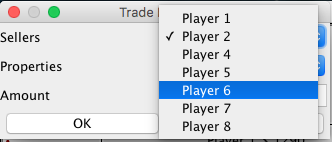 Trade
Sellers
Properties
Amount
OK
Player 1
✓ Player 2
Player 4
Player 5
Player 6
Player 7
Player 8